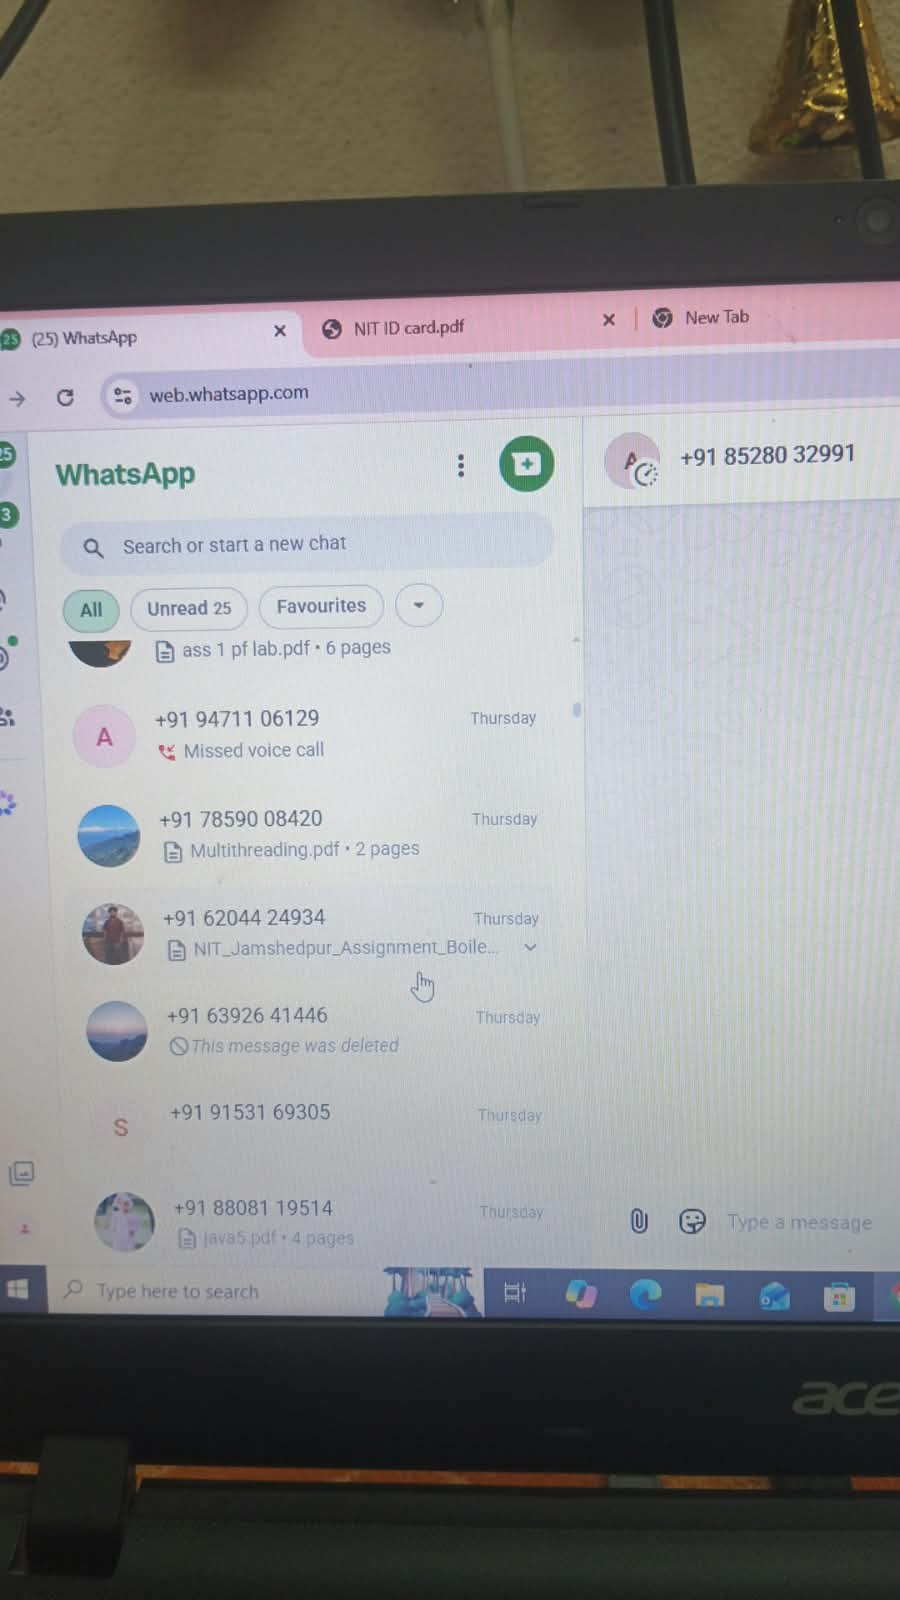 25 (25) WhatsApp
NIT ID card.pdf
New Tab
web.whatsapp.com
25
WhatsApp
+91 85280 32991
3
Search or start a new chat
All
Unread 25
Favourites
ass 1 pf lab.pdf • 6 pages
A
+91 94711 06129
Thursday
Missed voice call
+91 78590 08420
Thursday
Multithreading.pdf • 2 pages
+91 62044 24934
Thursday
NIT_Jamshedpur_Assignment_Boile...
+91 63926 41446
Thursday
This message was deleted
S
+91 91531 69305
Thursday
+91 88081 19514
Thursday
java5.pdf • 4 pages
Type a message
Type here to search
ace